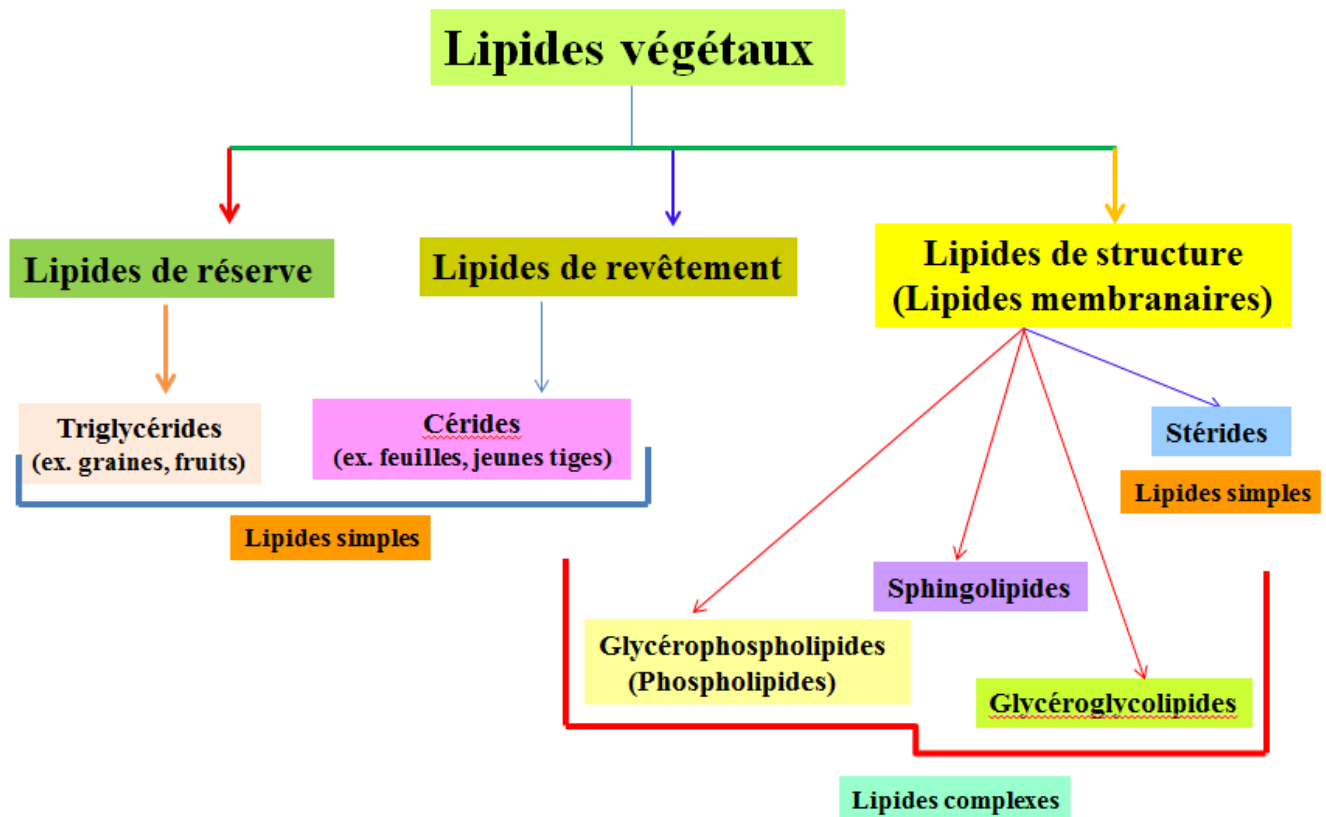 Lipides végétaux
Lipides de réserve
Lipides de revêtement
Lipides de structure
(Lipides membranaires)
Triglycérides
(ex. graines, fruits)
Cérides
(ex. feuilles, jeunes tiges)
Stérides
Lipides simples
Lipides simples
Sphingolipides
Glycérophospholipides
(Phospholipides)
Glycéroglycolipides
Lipides complexes